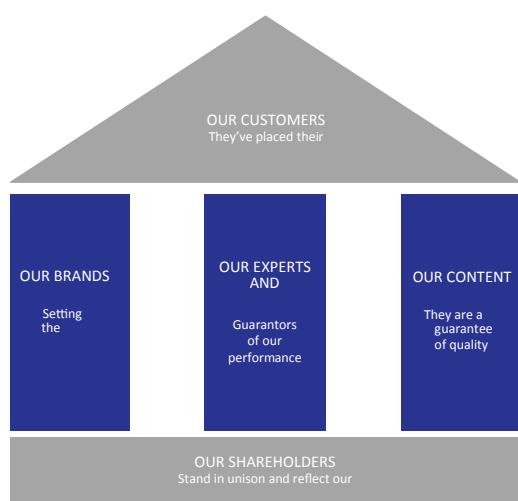 OUR CUSTOMERS
They’ve placed their
OUR BRANDS
Setting
the
OUR EXPERTS
AND
Guarantors
of our
performance
OUR CONTENT
They are a
guarantee
of quality
OUR SHAREHOLDERS
Stand in unison and reflect our